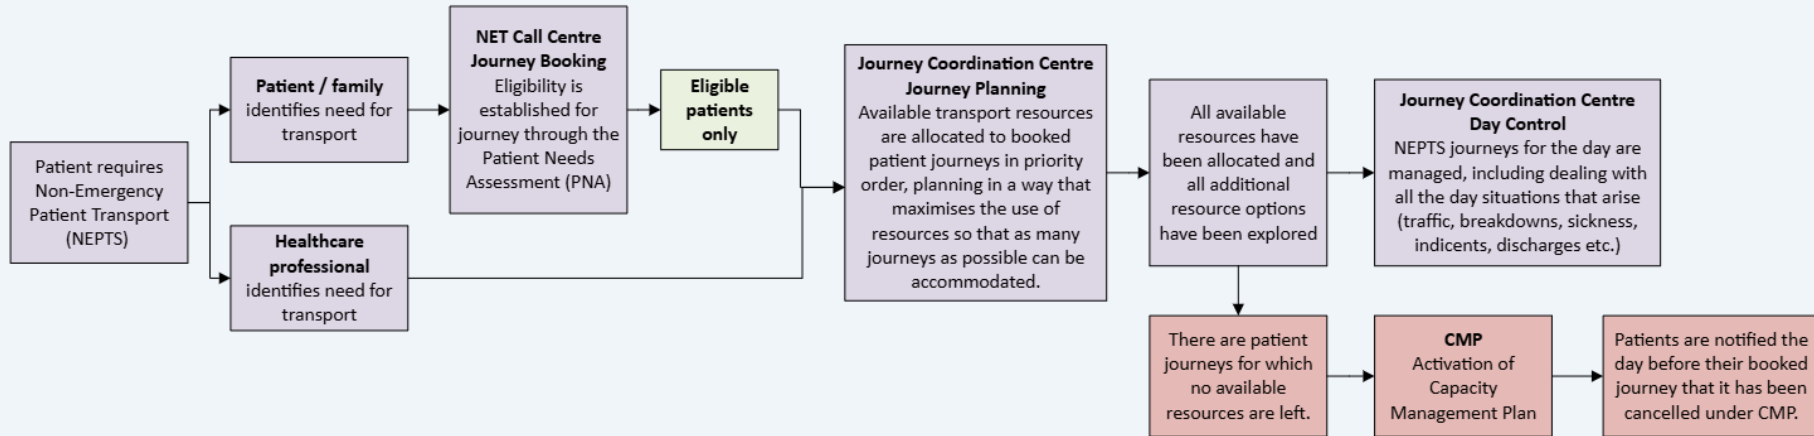 Patient requires
Non-Emergency
Patient Transport
(NEPTS)
Patient / family
identifies need for
transport
Healthcare
professional
identifies need for
transport
NET Call Centre
Journey Booking
Eligibility is
established for
journey through the
Patient Needs
Assessment (PNA)
Eligible
patients
only
Journey Coordination Centre
Journey Planning
Available transport resources
are allocated to booked
patient journeys in priority
order, planning in a way that
maximises the use of
resources so that as many
journeys as possible can be
accommodated.
All available
resources have
been allocated and
all additional
resource options
have been explored
Journey Coordination Centre
Day Control
NEPTS journeys for the day are
managed, including dealing with
all the day situations that arise
(traffic, breakdowns, sickness,
indicents, discharges etc.)
There are patient
journeys for which
no available
resources are left.
CMP
Activation of
Capacity
Management Plan
Patients are notified the
day before their booked
journey that it has been
cancelled under CMP.